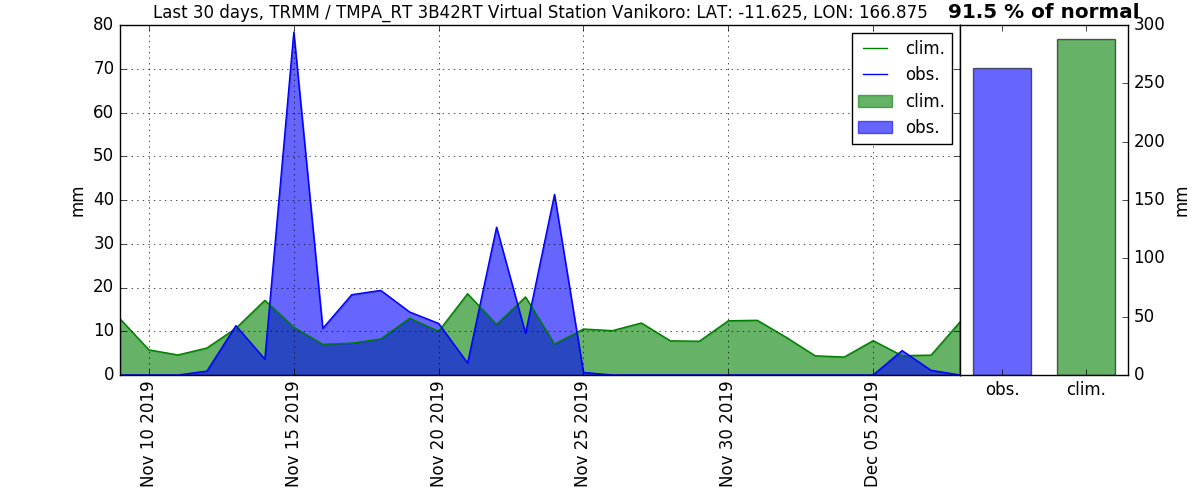 Last 30 days, TRMM / TMPA_RT 3B42RT Virtual Station Vanikoro: LAT: -11.625, LON: 166.875
91.5 % of normal
80
70
60
50
40
30
20
10
0
mm
clim.
obs.
clim.
obs.
Nov 10 2019
Nov 15 2019
Nov 20 2019
Nov 25 2019
Nov 30 2019
Dec 05 2019
300
250
200
150
100
50
0
mm
obs.
clim.